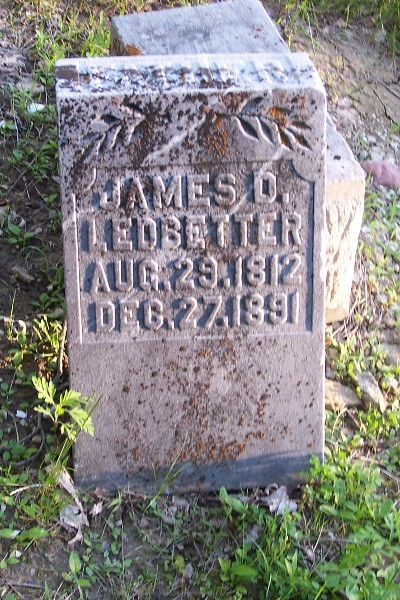 JAMES D.
LEDBETTER
AUG. 29. 1812
DEC. 27. 1891